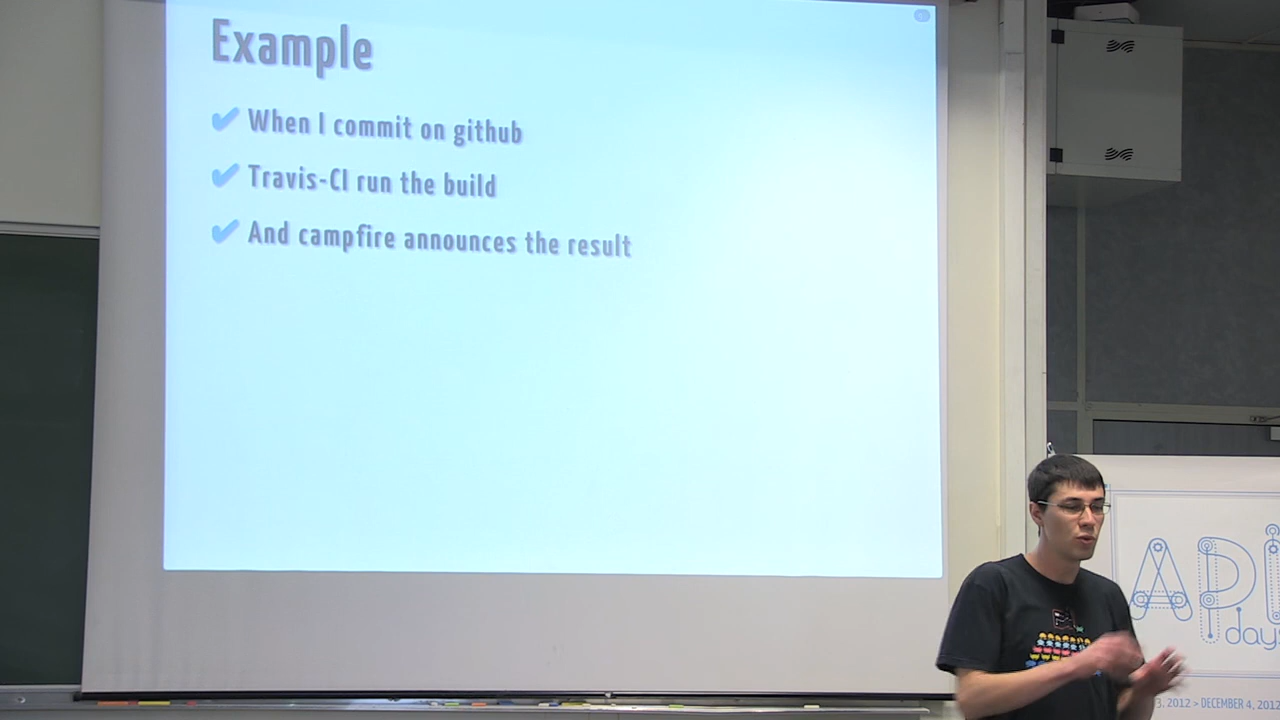 Example
✔ When I commit on github
✔ Travis-CI run the build
✔ And campfire announces the result
API
days
3, 2012 > DECEMBER 4, 2012